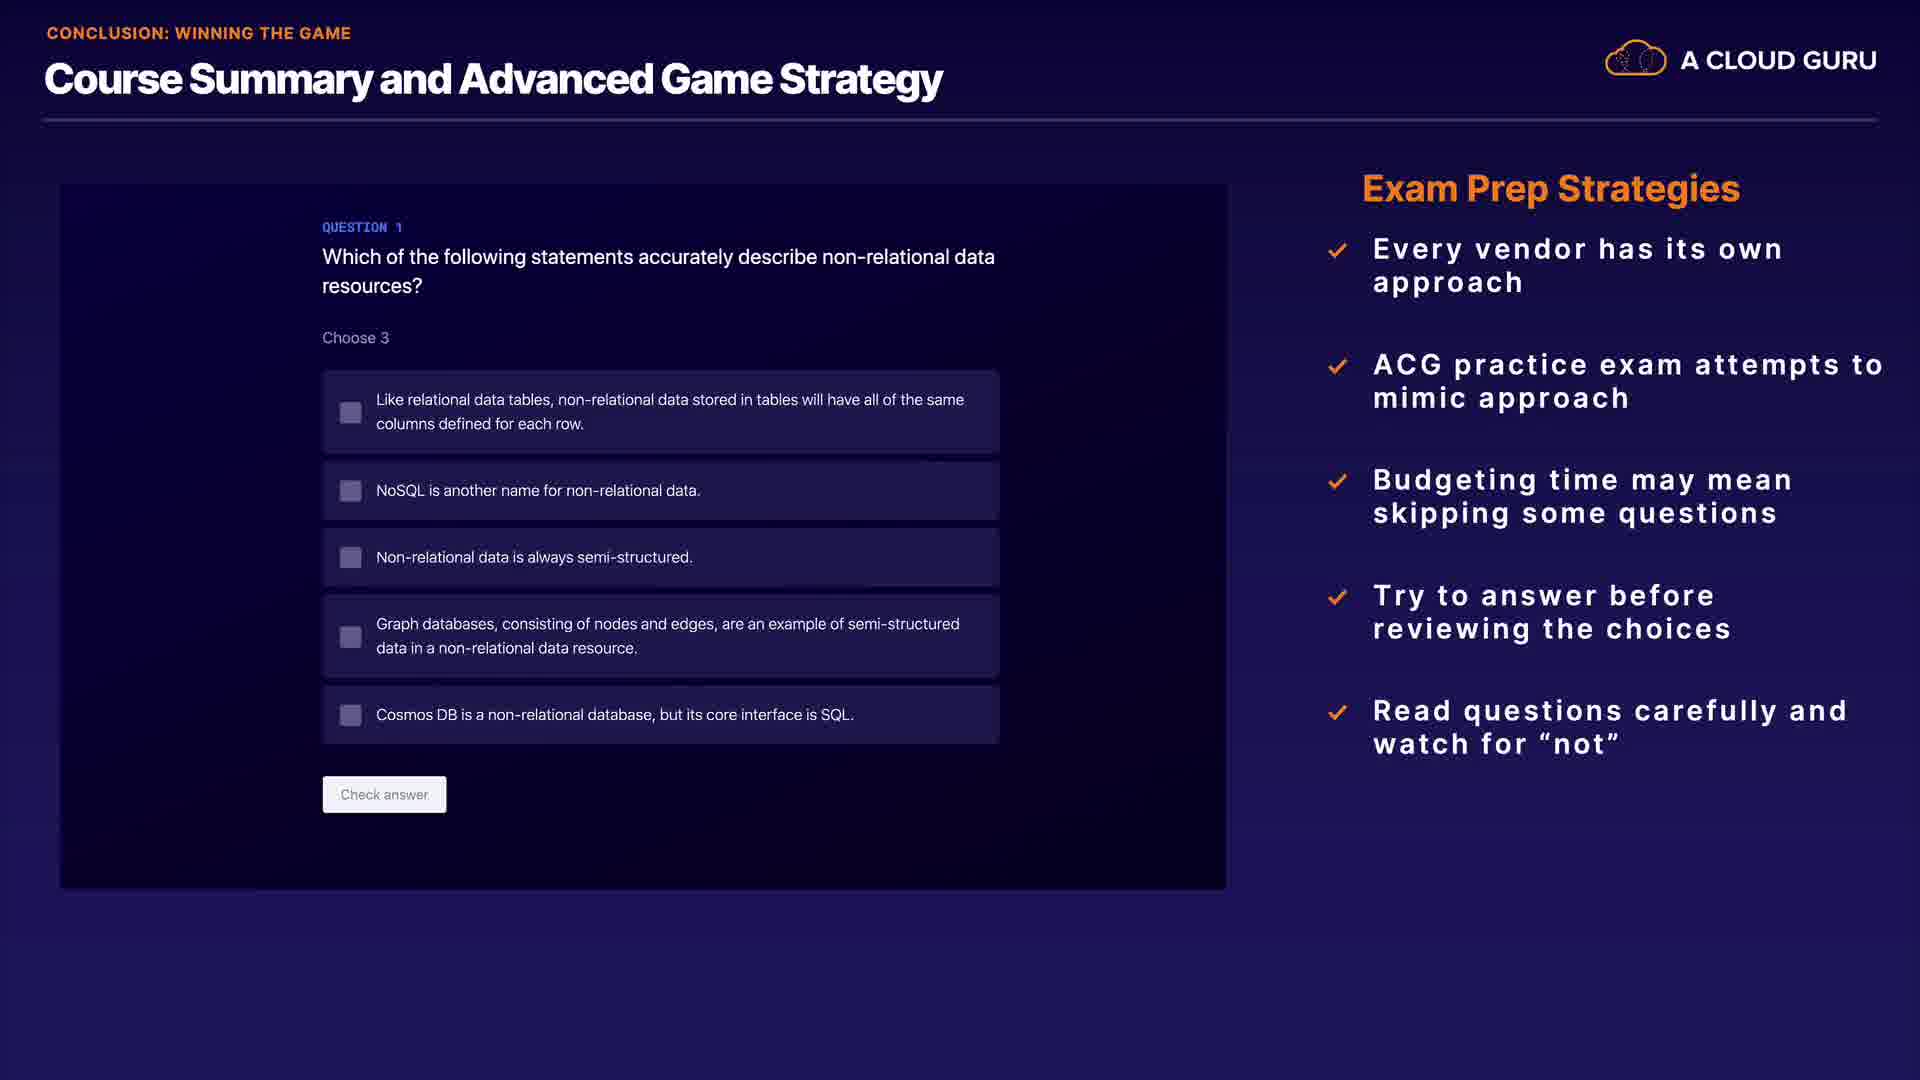 CONCLUSION: WINNING THE GAME
Course Summary and Advanced Game Strategy
A CLOUD GURU
QUESTION 1
Which of the following statements accurately describe non-relational data
resources?
Choose 3
Like relational data tables, non-relational data stored in tables will have all of the same
columns defined for each row.
NoSQL is another name for non-relational data.
Non-relational data is always semi-structured.
Graph databases, consisting of nodes and edges, are an example of semi-structured
data in a non-relational data resource.
Cosmos DB is a non-relational database, but its core interface is SQL.
Check answer
Exam Prep Strategies
Every vendor has its own
approach
ACG practice exam attempts to
mimic approach
Budgeting time may mean
skipping some questions
Try to answer before
reviewing the choices
Read questions carefully and
watch for “not”